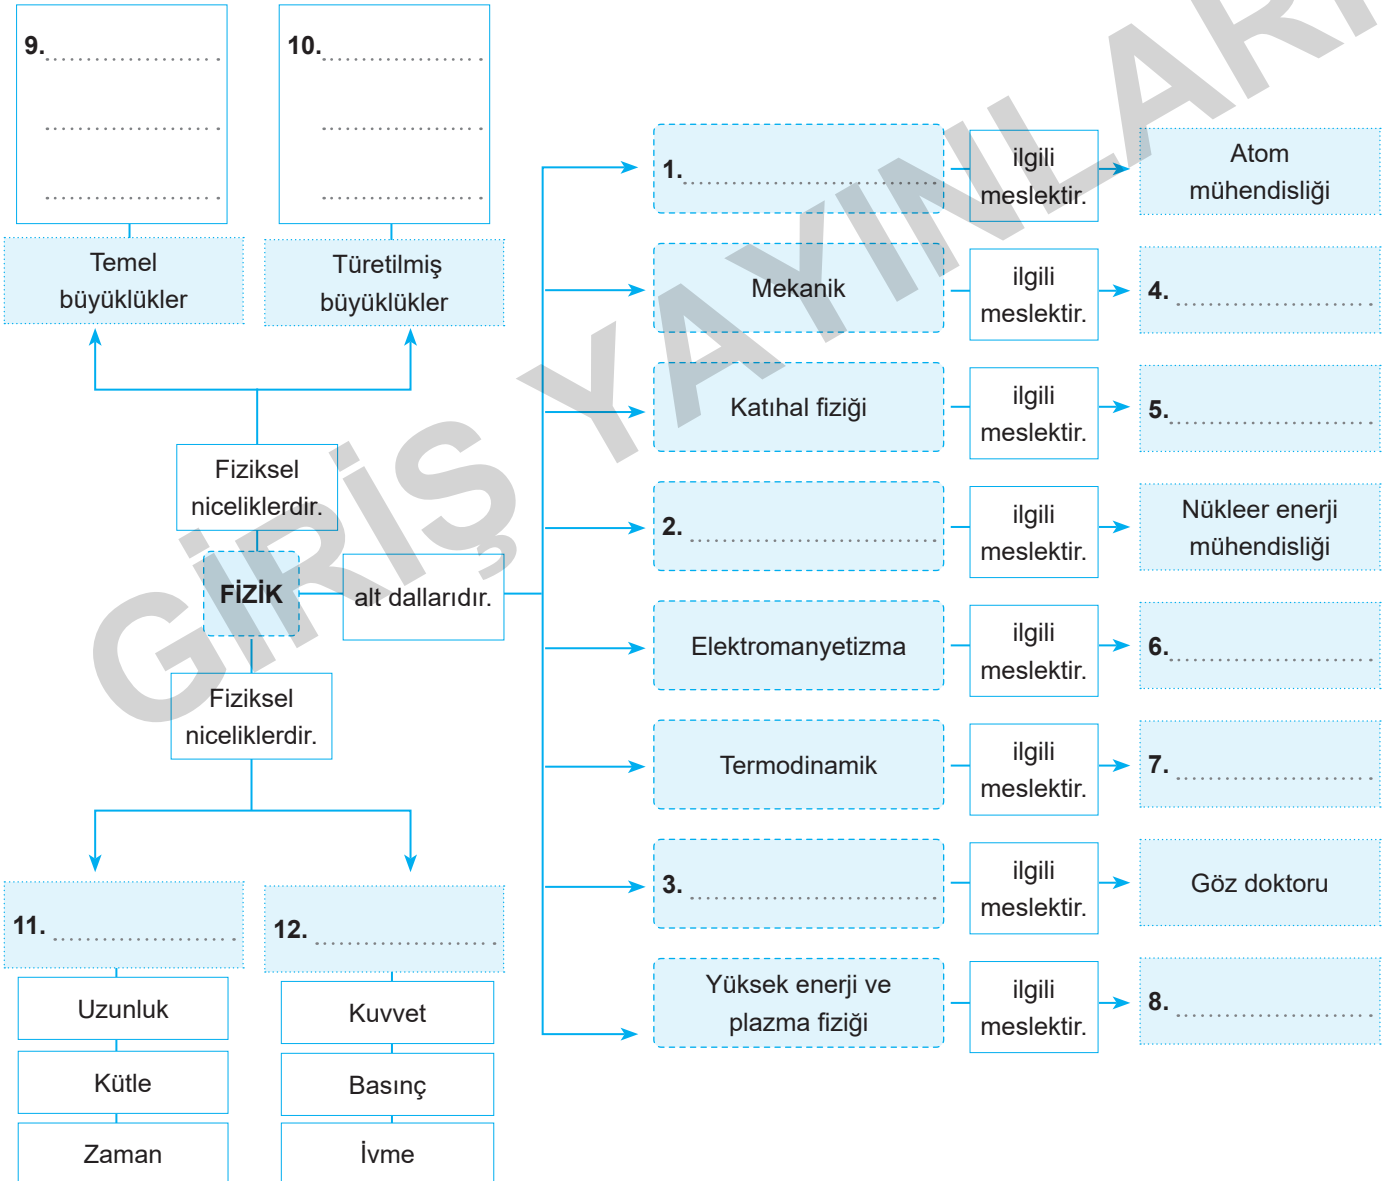 9.
10.
Temel
büyüklükler
Türetilmiş
büyüklükler
Fiziksel
niceliklerdir.
FİZİK
alt dallarıdır.
Fiziksel
niceliklerdir.
11.
12.
Uzunluk
Kütle
Zaman
Kuvvet
Basınç
İvme
1.
ilgili
meslektir.
Atom
mühendisliği
Mekanik
ilgili
meslektir.
4.
Katıhal fiziği
ilgili
meslektir.
5.
2.
ilgili
meslektir.
Nükleer enerji
mühendisliği
Elektromanyetizma
ilgili
meslektir.
6.
Termodinamik
ilgili
meslektir.
7.
3.
ilgili
meslektir.
Göz doktoru
Yüksek enerji ve
plazma fiziği
ilgili
meslektir.
8.
GİRİŞ YAYINLARI